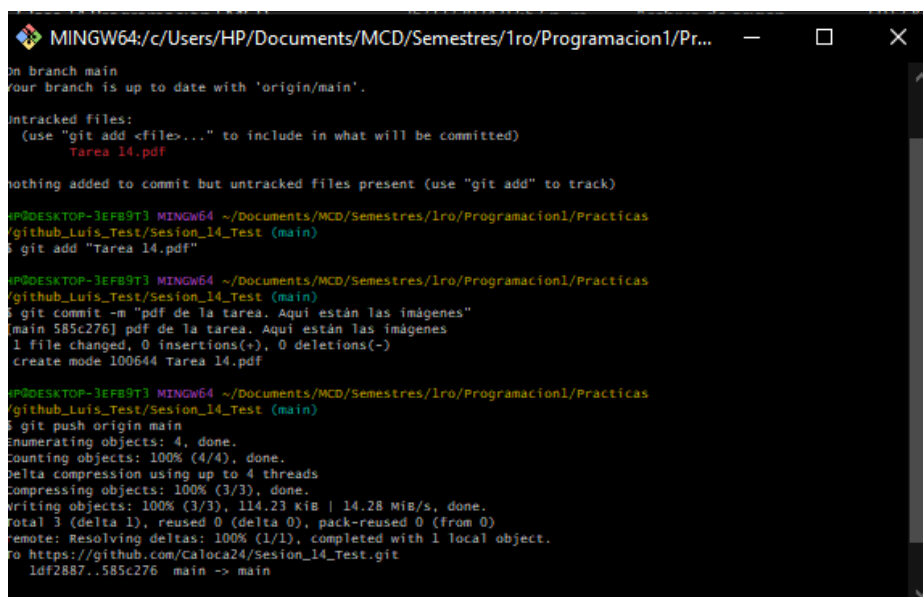 MINGW64:/c/Users/HP/Documents/MCD/Semestres/1ro/Programacion1/Pr...
On branch main
Your branch is up to date with 'origin/main'.
Untracked files:
(use "git add <file>..." to include in what will be committed)
Tarea 14.pdf
nothing added to commit but untracked files present (use "git add" to track)
HP@DESKTOP-3EFB9T3 MINGW64 ~/Documents/MCD/Semestres/1ro/Programacion1/Practicas
/github_Luis_Test/Sesion_14_Test (main)
$ git add "Tarea 14.pdf"
HP@DESKTOP-3EFB9T3 MINGW64 ~/Documents/MCD/Semestres/1ro/Programacion1/Practicas
/github_Luis_Test/Sesion_14_Test (main)
$ git commit -m "pdf de la tarea. Aquí están las imágenes"
[main 585c276] pdf de la tarea. Aquí están las imágenes
1 file changed, 0 insertions(+), 0 deletions(-)
create mode 100644 Tarea 14.pdf
HP@DESKTOP-3EFB9T3 MINGW64 ~/Documents/MCD/Semestres/1ro/Programacion1/Practicas
/github_Luis_Test/Sesion_14_Test (main)
$ git push origin main
Enumerating objects: 4, done.
Counting objects: 100% (4/4), done.
Delta compression using up to 4 threads
Compressing objects: 100% (3/3), done.
Writing objects: 100% (3/3), 114.23 KiB | 14.28 MiB/s, done.
Total 3 (delta 1), reused 0 (delta 0), pack-reused 0 (from 0)
remote: Resolving deltas: 100% (1/1), completed with 1 local object.
To https://github.com/Caloca24/Sesion_14_Test.git
1df2887..585c276 main -> main